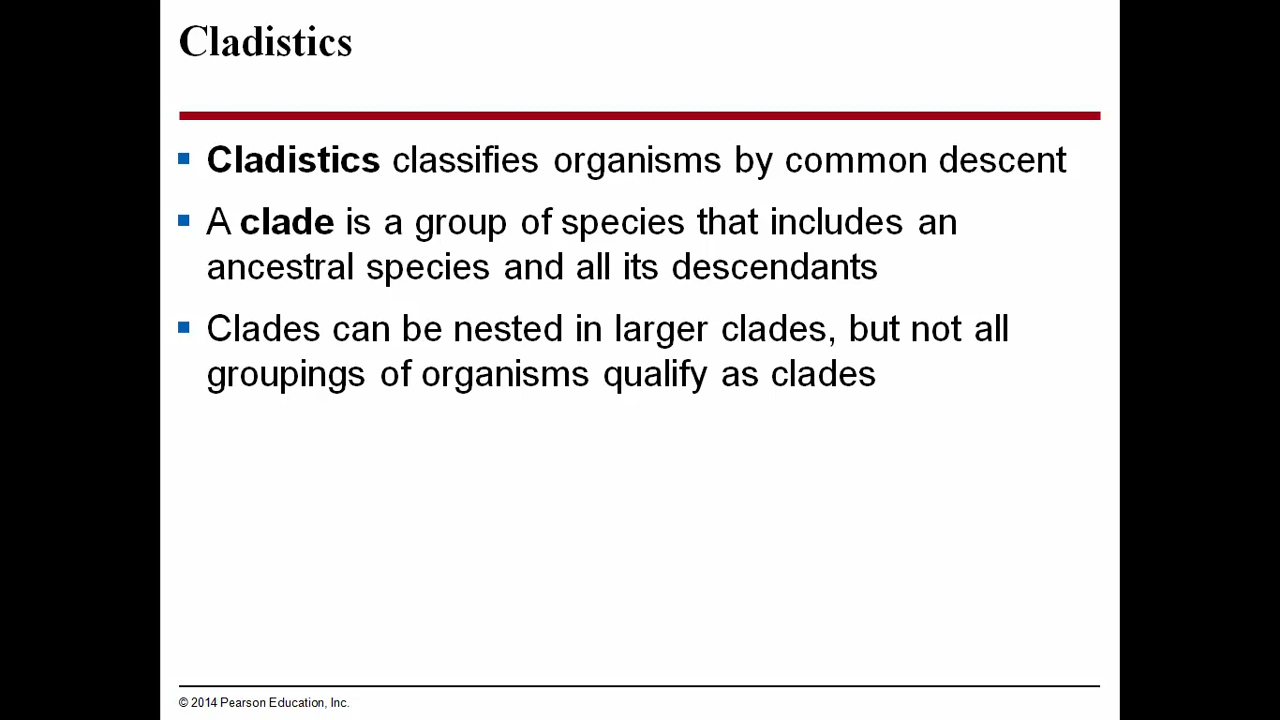 Cladistics
▪ Cladistics classifies organisms by common descent
▪ A clade is a group of species that includes an
ancestral species and all its descendants
▪ Clades can be nested in larger clades, but not all
groupings of organisms qualify as clades
© 2014 Pearson Education, Inc.